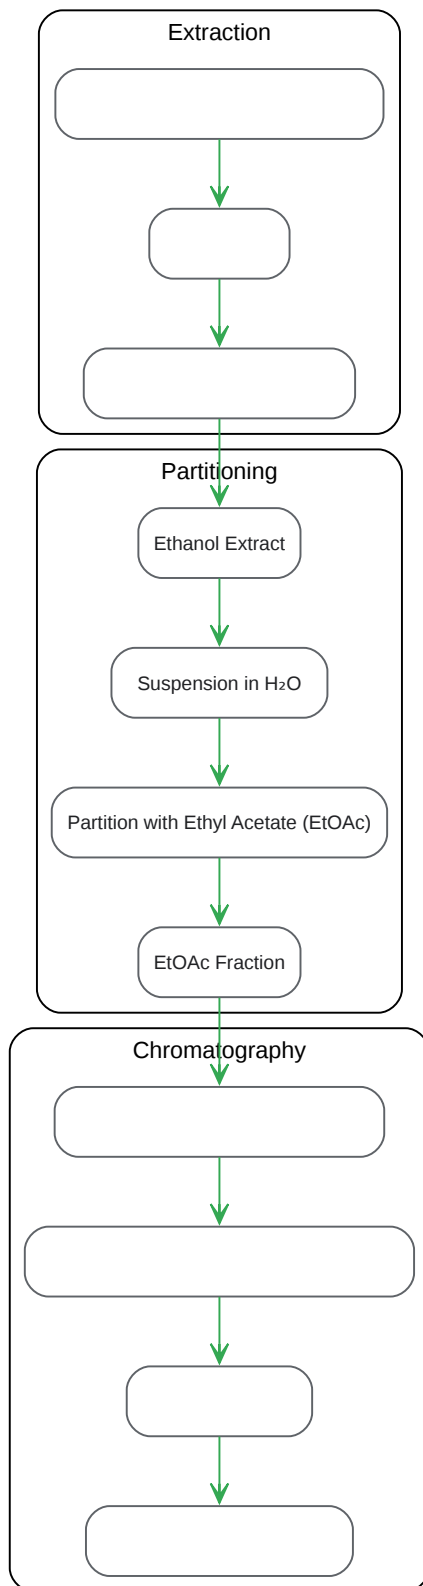 Extraction
Partitioning
Ethanol Extract
Suspension in H₂O
Partition with Ethyl Acetate (EtOAc)
EtOAc Fraction
Chromatography